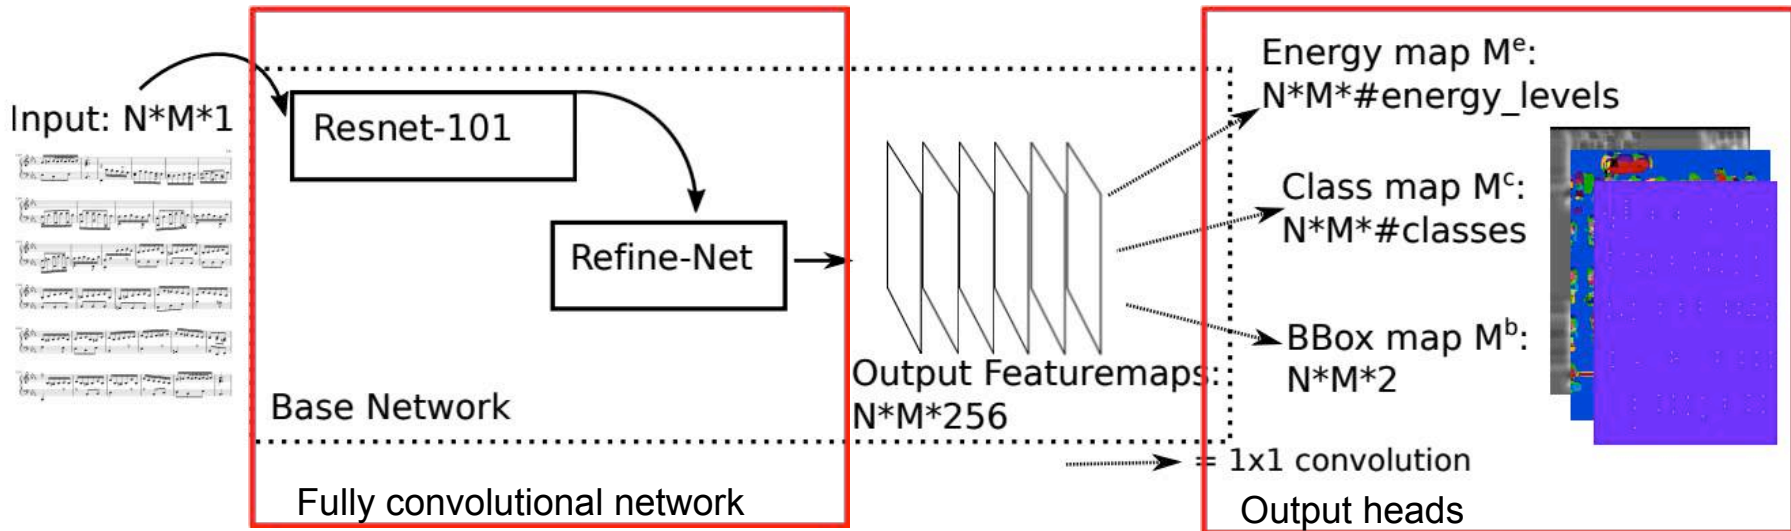 Input: N*M*1
Resnet-101
Refine-Net
Base Network
Fully convolutional network
Output Featuremaps:
N*M*256
Energy map Mᵉ:
N*M*#energy_levels
Class map Mᶜ:
N*M*#classes
BBox map Mᵇ:
N*M*2
= 1x1 convolution
Output heads